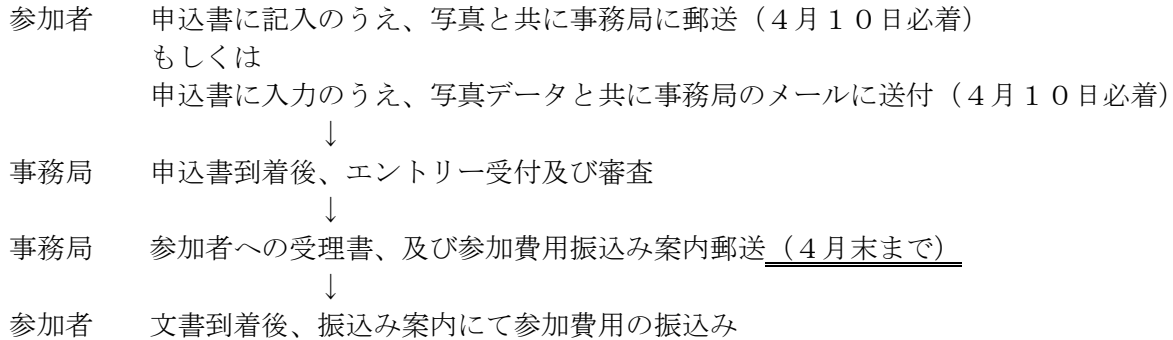 参加者　　申込書に記入のうえ、写真と共に事務局に郵送（４月１０日必着）
もしくは
申込書に入力のうえ、写真データと共に事務局のメールに送付（４月１０日必着）
↓
事務局　　申込書到着後、エントリー受付及び審査
↓
事務局　　参加者への受理書、及び参加費用振込み案内郵送（４月末まで）
↓
参加者　　文書到着後、振込み案内にて参加費用の振込み